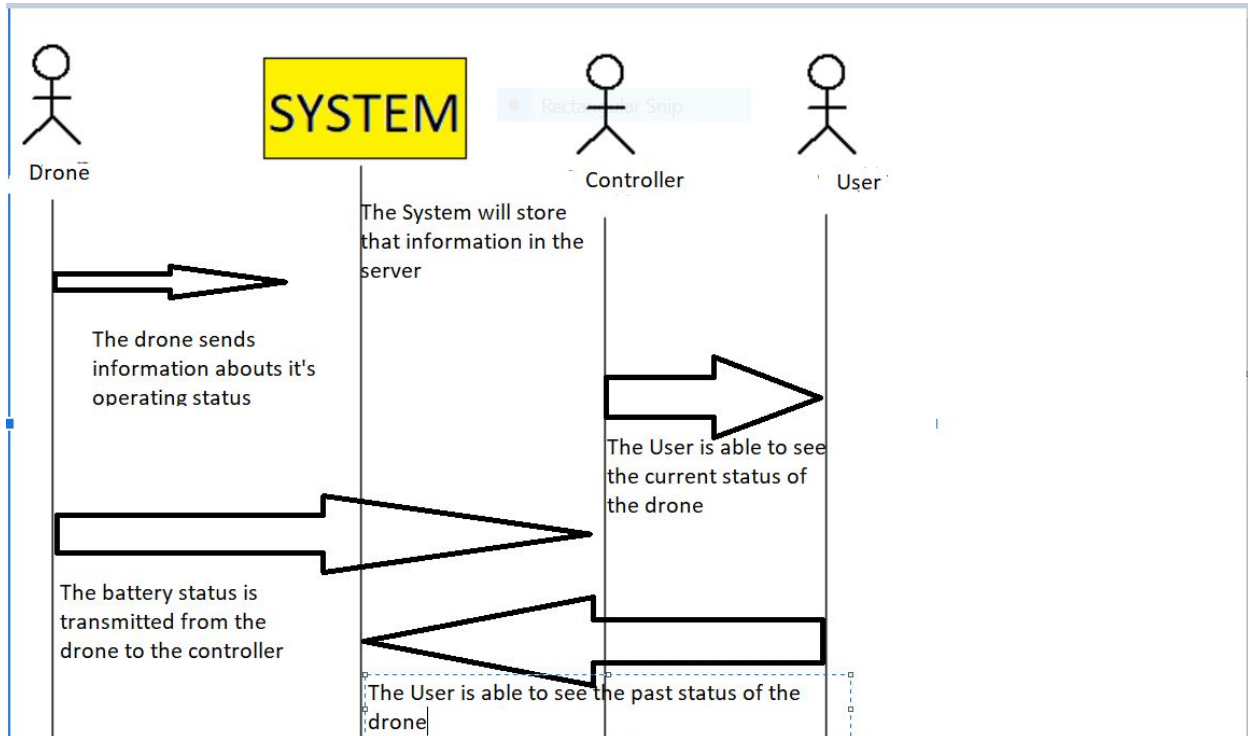 SYSTEM
Rectangular Snip
Drone
Controller
User
The System will store
that information in the
server
The drone sends
information abouts it's
operating status
The User is able to see
the current status of
the drone
The battery status is
transmitted from the
drone to the controller
The User is able to see the past status of the
drone